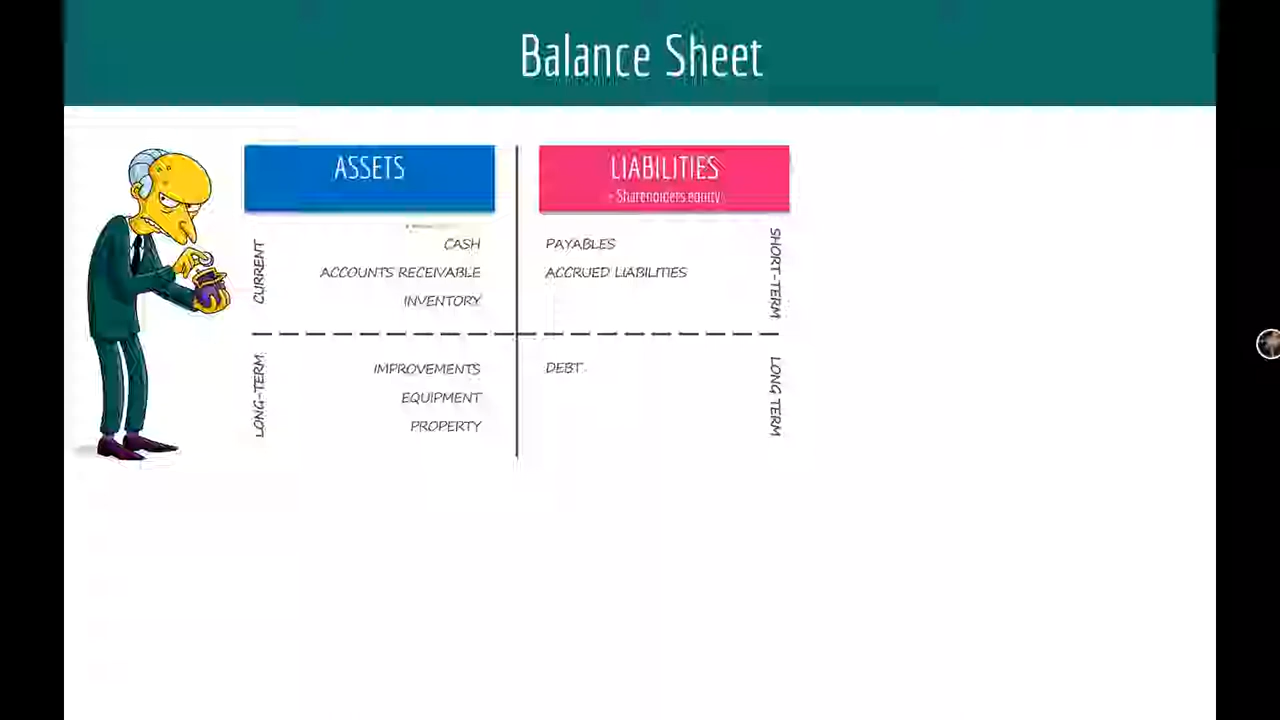 Balance Sheet
ASSETS
LIABILITIES
Shareholders equity
CURRENT
CASH
ACCOUNTS RECEIVABLE
INVENTORY
PAYABLES
ACCRUED LIABILITIES
SHORT-TERM
LONG-TERM
IMPROVEMENTS
EQUIPMENT
PROPERTY
DEBT
LONG TERM